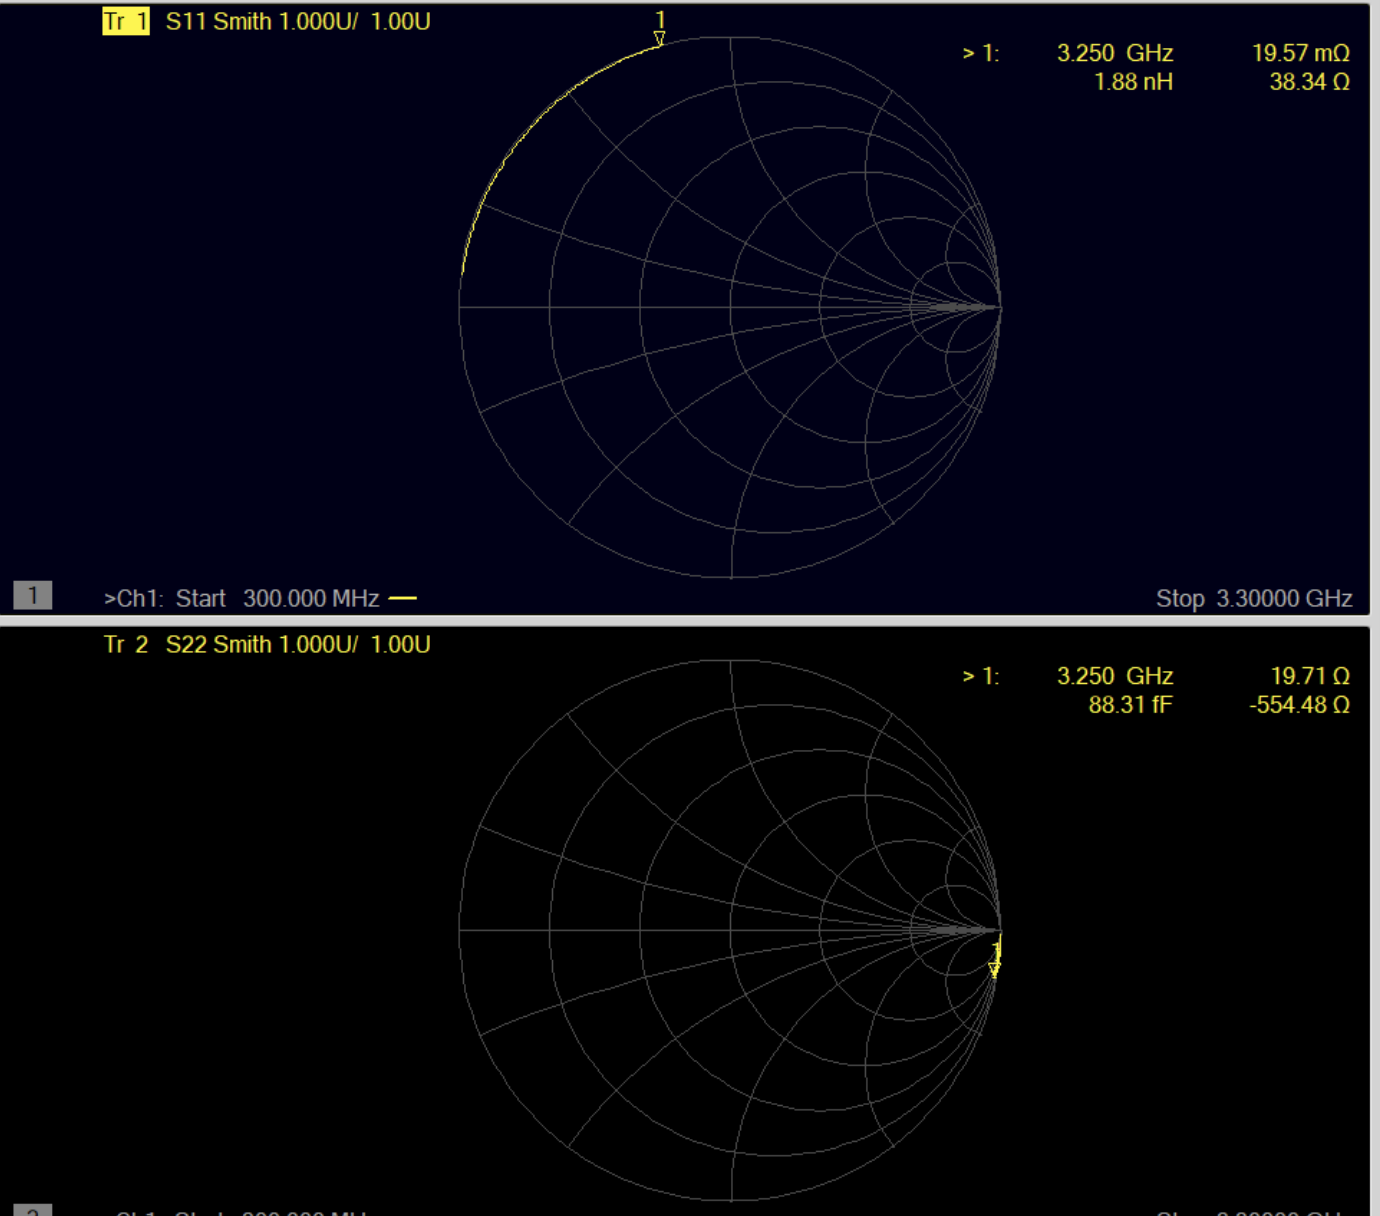 Tr 1 S11 Smith 1.000U/ 1.00U
1
> 1: 3.250 GHz 19.57 mΩ
1.88 nH 38.34 Ω
1 >Ch1: Start 300.000 MHz Stop 3.30000 GHz
Tr 2 S22 Smith 1.000U/ 1.00U
> 1: 3.250 GHz 19.71 Ω
88.31 fF -554.48 Ω
1